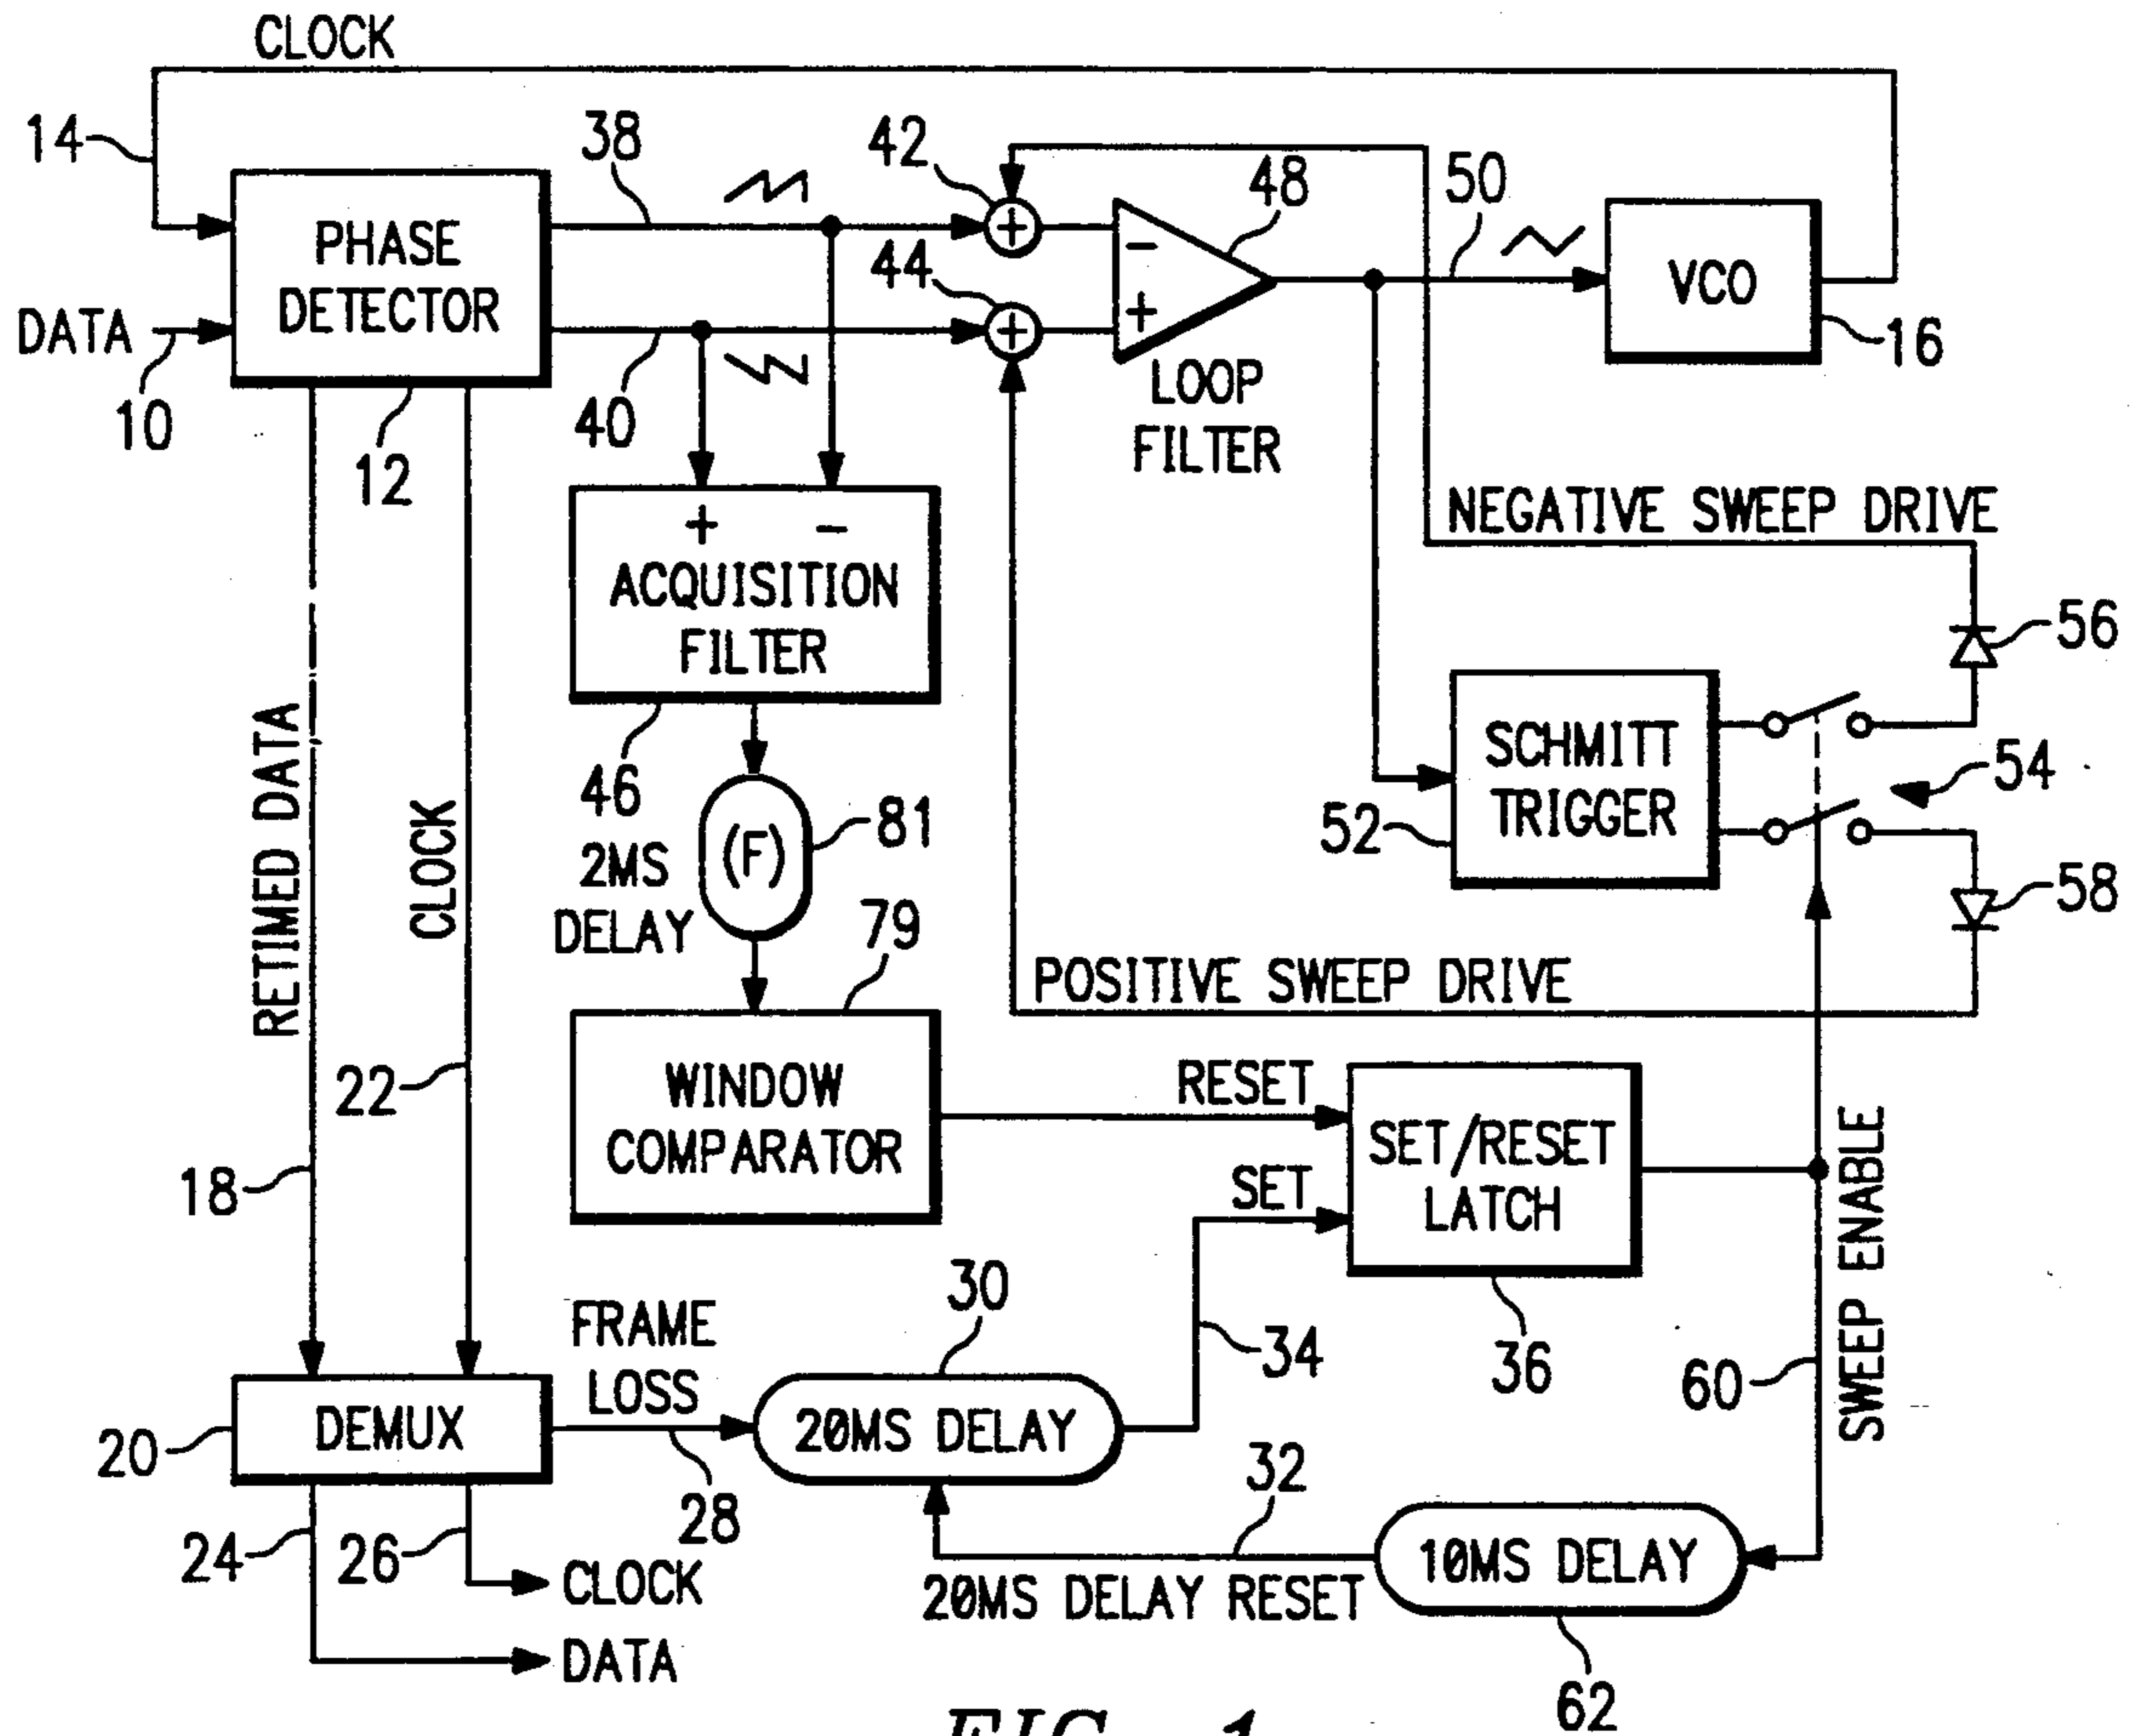 CLOCK
14
38
42
48
50
PHASE
DETECTOR
44
VCO
DATA
10
12
40
LOOP
FILTER
16
+
+
-
+
NEGATIVE SWEEP DRIVE
+ -
ACQUISITION
FILTER
56
SCHMITT
TRIGGER
54
52
46
2MS
DELAY
(F)
81
58
RETIMED DATA
CLOCK
79
POSITIVE SWEEP DRIVE
WINDOW
COMPARATOR
22
18
RESET
SET
SET/RESET
LATCH
SWEEP ENABLE
30
34
36
60
FRAME
LOSS
20
DEMUX
20MS DELAY
28
32
24
26
CLOCK
DATA
20MS DELAY RESET
10MS DELAY
62
FIG. 1